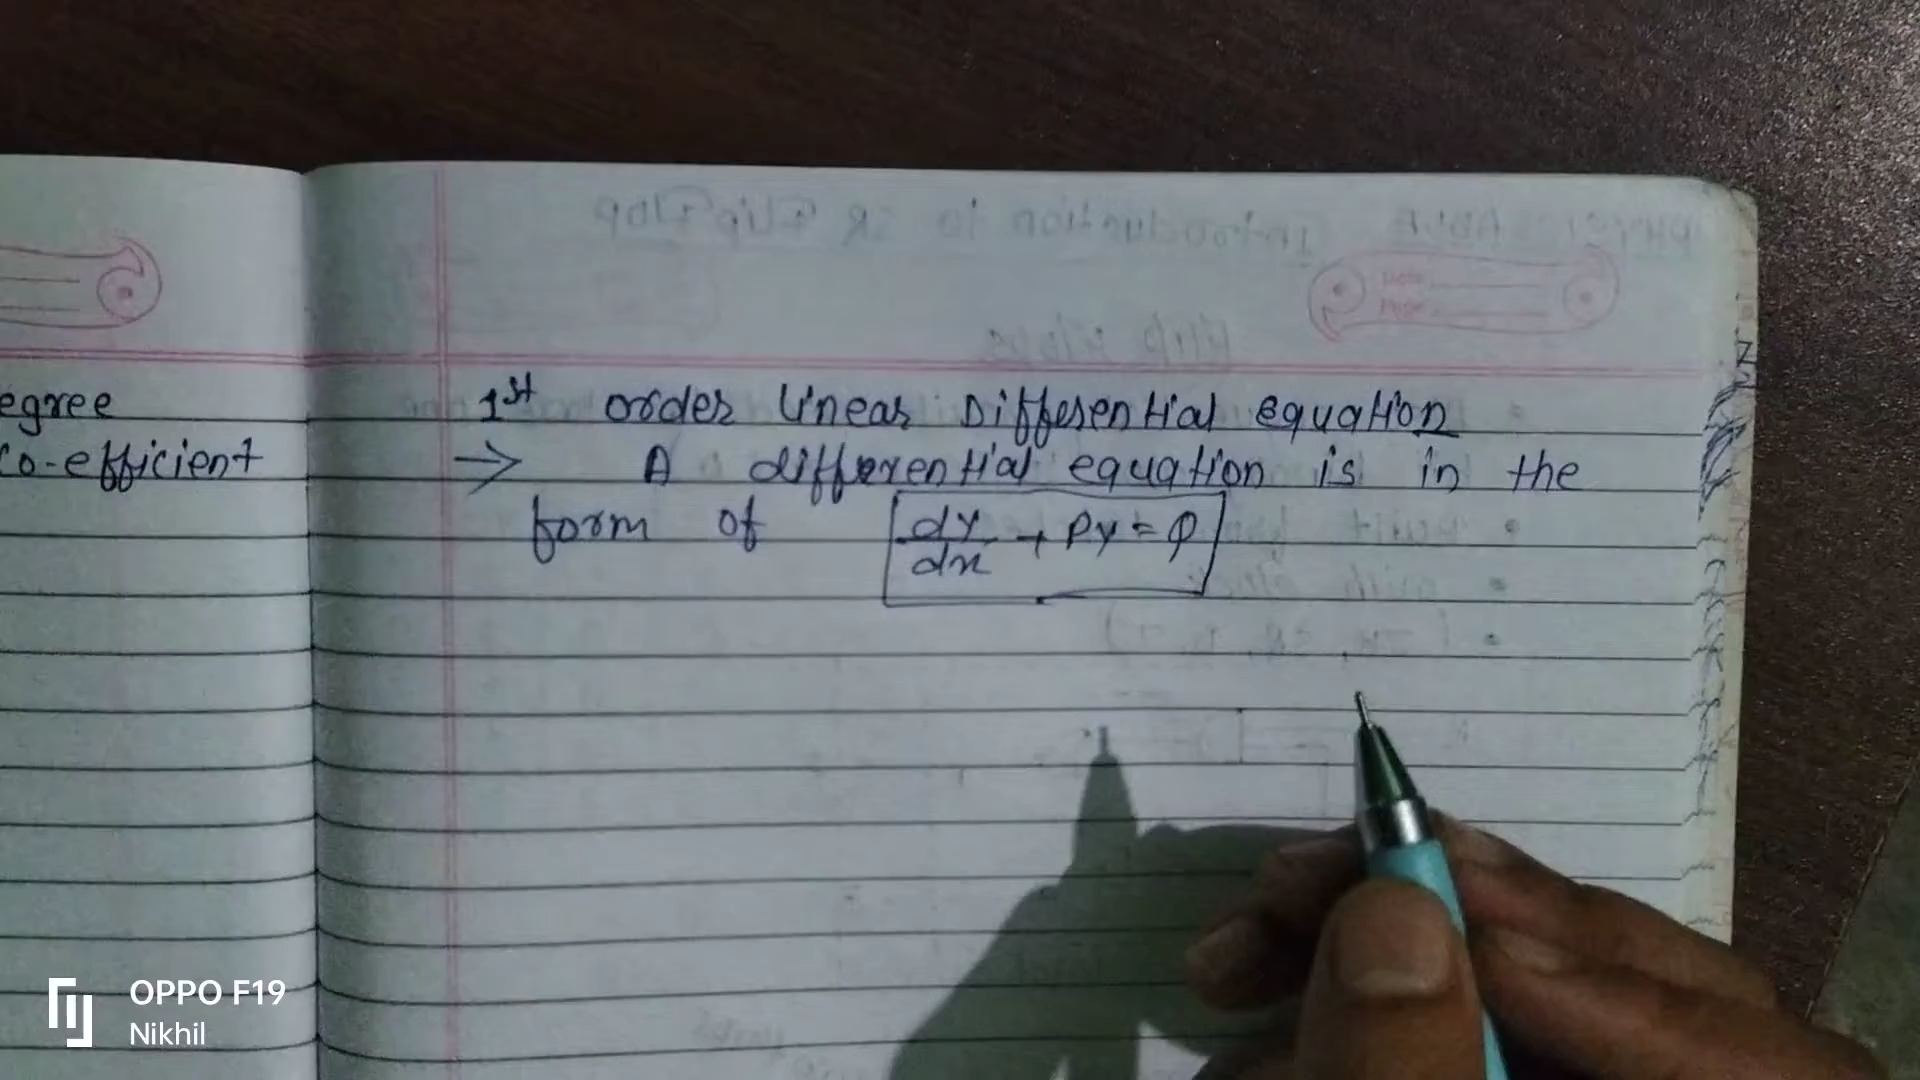 egree
co-efficient
1st order linear Differential equation
→ A differential equation is in the
form of dy/dx + Py = Q
OPPO F19
Nikhil